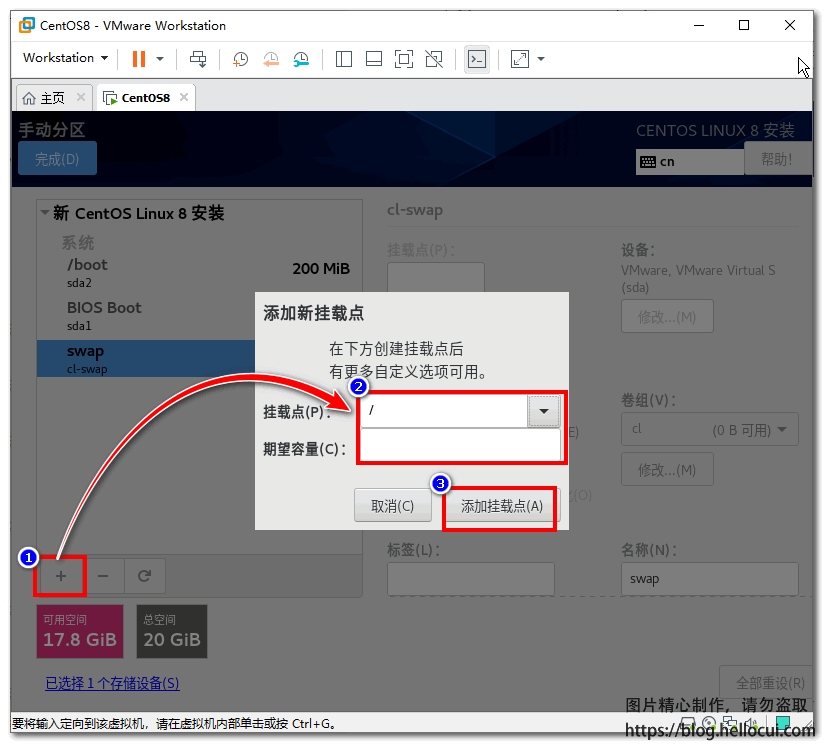 CentOS8 - VMware Workstation
Workstation
主页
CentOS8
手动分区
CENTOS LINUX 8 安装
完成(D)
cn
帮助！
新 CentOS Linux 8 安装
系统
/boot
200 MiB
sda2
BIOS Boot
sda1
swap
cl-swap
cl-swap
挂载点(P)：
设备：
VMware, VMware Virtual S
(sda)
修改...(M)
添加新挂载点
在下方创建挂载点后
有更多自定义选项可用。
2
挂载点(P)：
/
期望容量(C)：
卷组(V)：
cl
(0 B 可用)
E)
修改...(M)
3
取消(C)
添加挂载点(A)
(O)
1
+
标签(L)：
名称(N)：
swap
可用空间
17.8 GiB
总空间
20 GiB
已选择 1 个存储设备(S)
全部重设(R)
图片精心制作，请勿盗取
要将输入定向到该虚拟机，请在虚拟机内部单击或按 Ctrl+G。
https://blog.hellocui.com